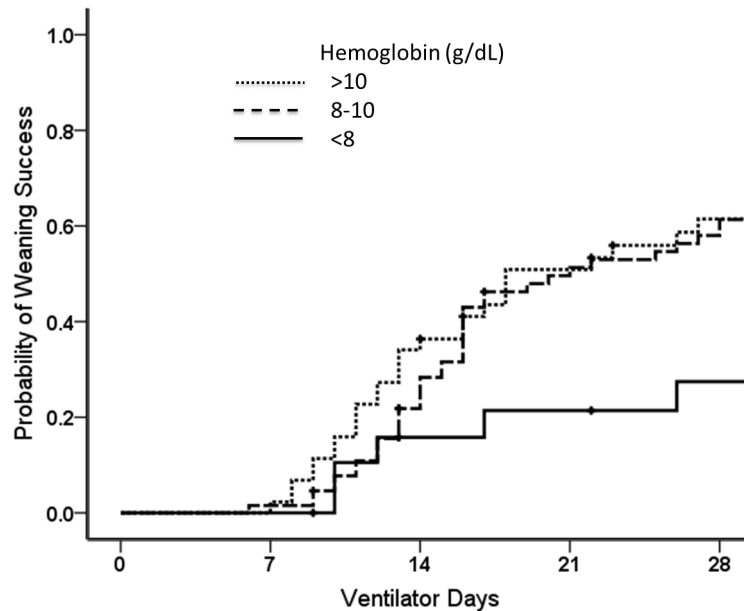 1.0
0.8
0.6
0.4
0.2
0.0
Probability of Weaning Success
Hemoglobin (g/dL)
>10
8-10
<8
0 7 14 21 28
Ventilator Days